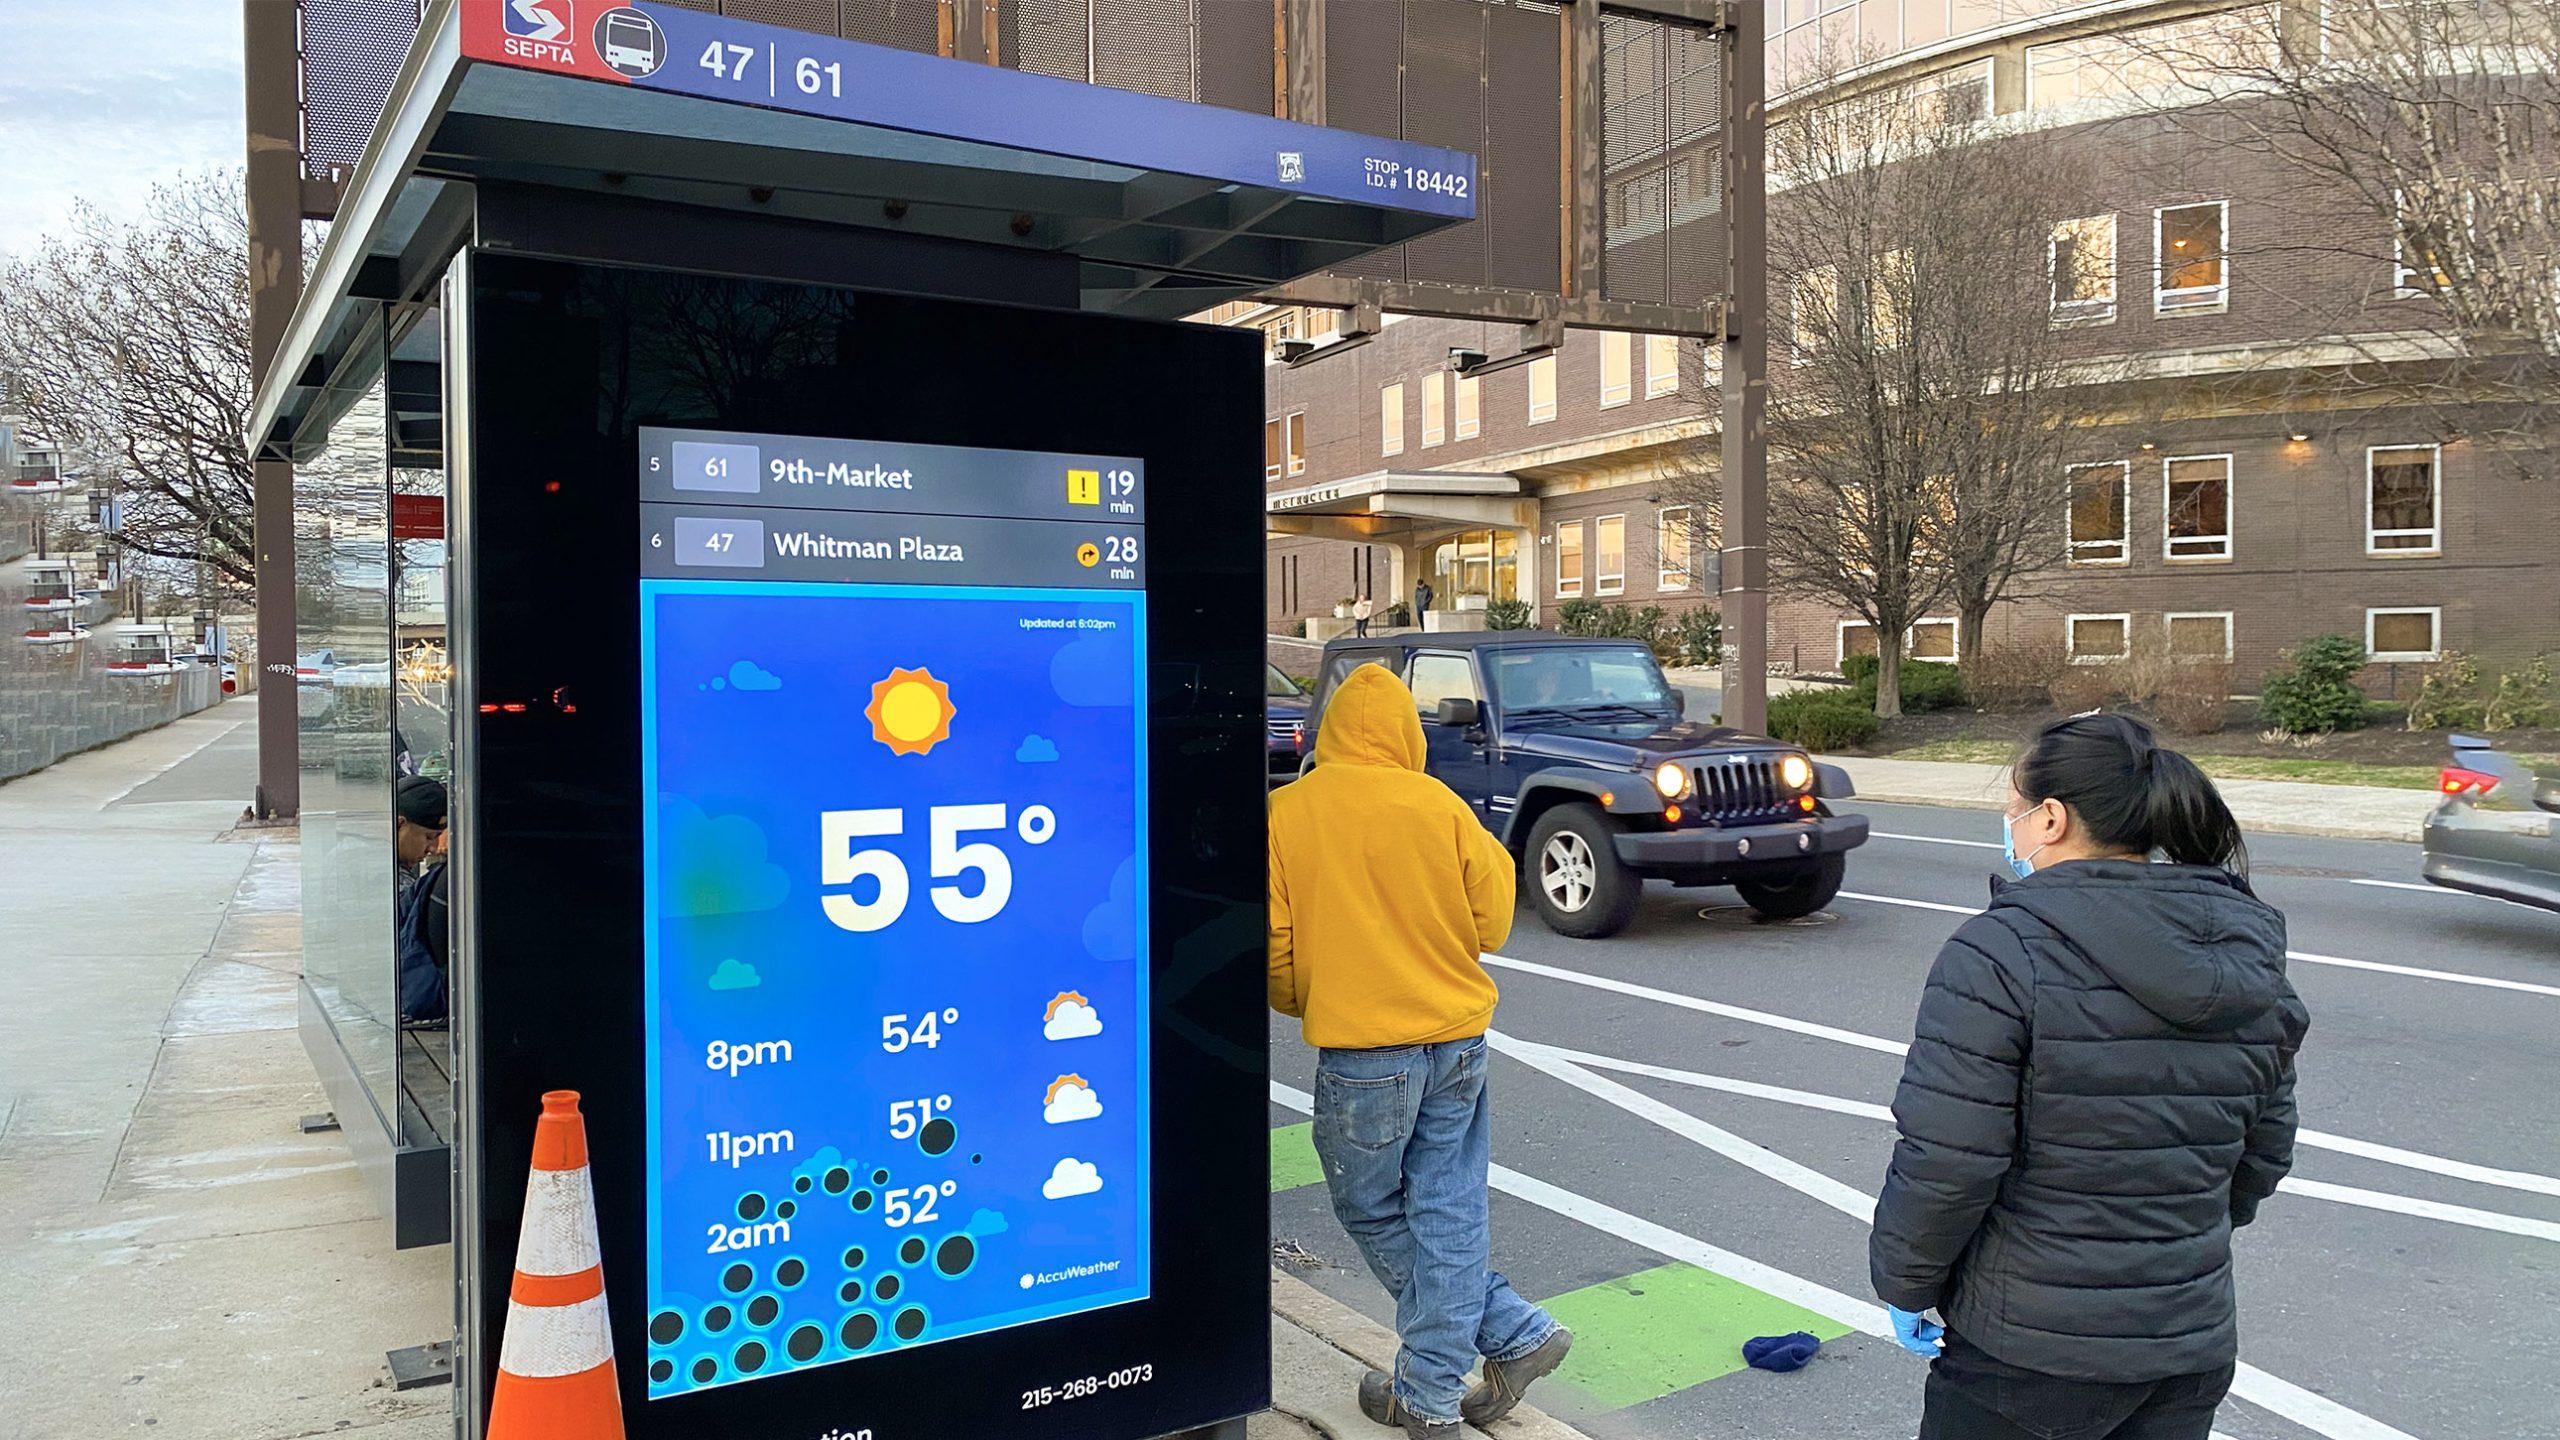 SEPTA
47 | 61
STOP
I.D. # 18442
5 61 9th-Market ! 19
min
6 47 Whitman Plaza 28
min
Updated at 6:02pm
55°
8pm 54°
11pm 51°
2am 52°
AccuWeather
215-268-0073
Jeep